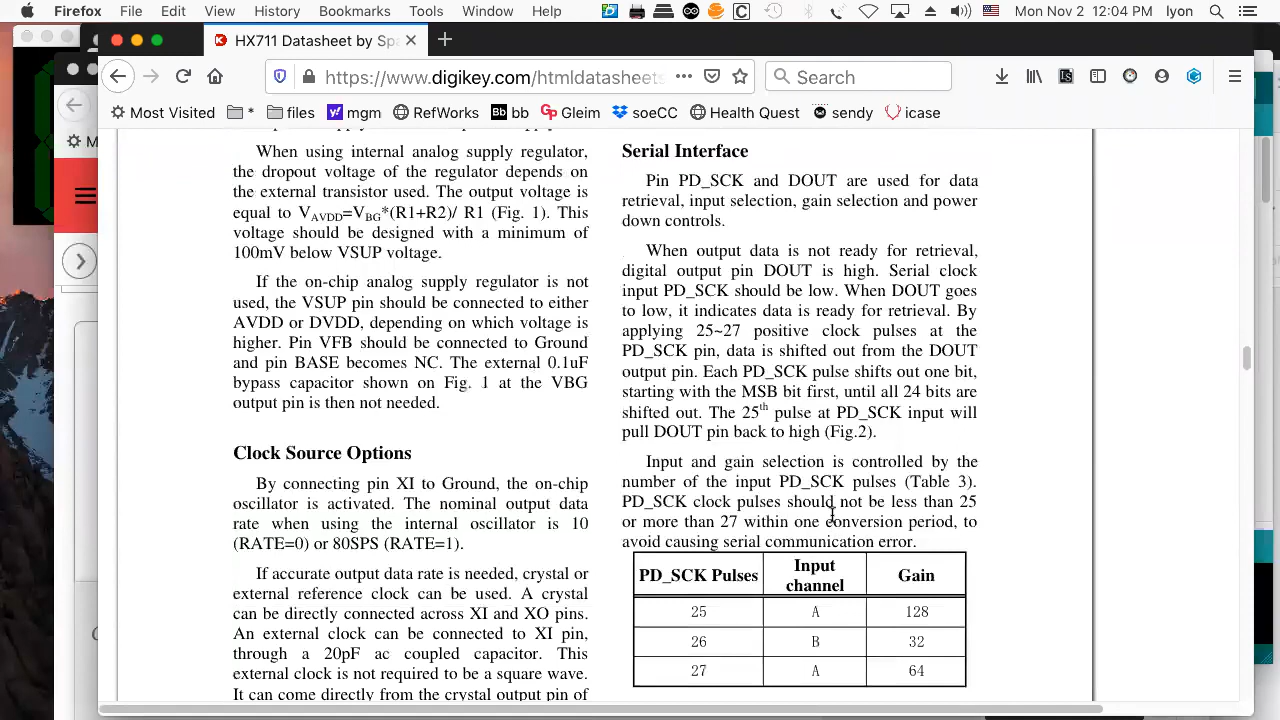 Firefox File Edit View History Bookmarks Tools Window Help Mon Nov 2 12:04 PM lyon
HX711 Datasheet by Spa
https://www.digikey.com/htmldatasheets
Search
Most Visited * files mgm RefWorks Bb bb Gleim soeCC Health Quest sendy icase
When using internal analog supply regulator,
the dropout voltage of the regulator depends on
the external transistor used. The output voltage is
equal to VAVDD=VBG*(R1+R2)/ R1 (Fig. 1). This
voltage should be designed with a minimum of
100mV below VSUP voltage.
If the on-chip analog supply regulator is not
used, the VSUP pin should be connected to either
AVDD or DVDD, depending on which voltage is
higher. Pin VFB should be connected to Ground
and pin BASE becomes NC. The external 0.1uF
bypass capacitor shown on Fig. 1 at the VBG
output pin is then not needed.
Clock Source Options
By connecting pin XI to Ground, the on-chip
oscillator is activated. The nominal output data
rate when using the internal oscillator is 10
(RATE=0) or 80SPS (RATE=1).
If accurate output data rate is needed, crystal or
external reference clock can be used. A crystal
can be directly connected across XI and XO pins.
An external clock can be connected to XI pin,
through a 20pF ac coupled capacitor. This
external clock is not required to be a square wave.
It can come directly from the crystal output pin of
Serial Interface
Pin PD_SCK and DOUT are used for data
retrieval, input selection, gain selection and power
down controls.
When output data is not ready for retrieval,
digital output pin DOUT is high. Serial clock
input PD_SCK should be low. When DOUT goes
to low, it indicates data is ready for retrieval. By
applying 25~27 positive clock pulses at the
PD_SCK pin, data is shifted out from the DOUT
output pin. Each PD_SCK pulse shifts out one bit,
starting with the MSB bit first, until all 24 bits are
shifted out. The 25th pulse at PD_SCK input will
pull DOUT pin back to high (Fig.2).
Input and gain selection is controlled by the
number of the input PD_SCK pulses (Table 3).
PD_SCK clock pulses should not be less than 25
or more than 27 within one conversion period, to
avoid causing serial communication error.
PD_SCK Pulses Input channel Gain
25 A 128
26 B 32
27 A 64